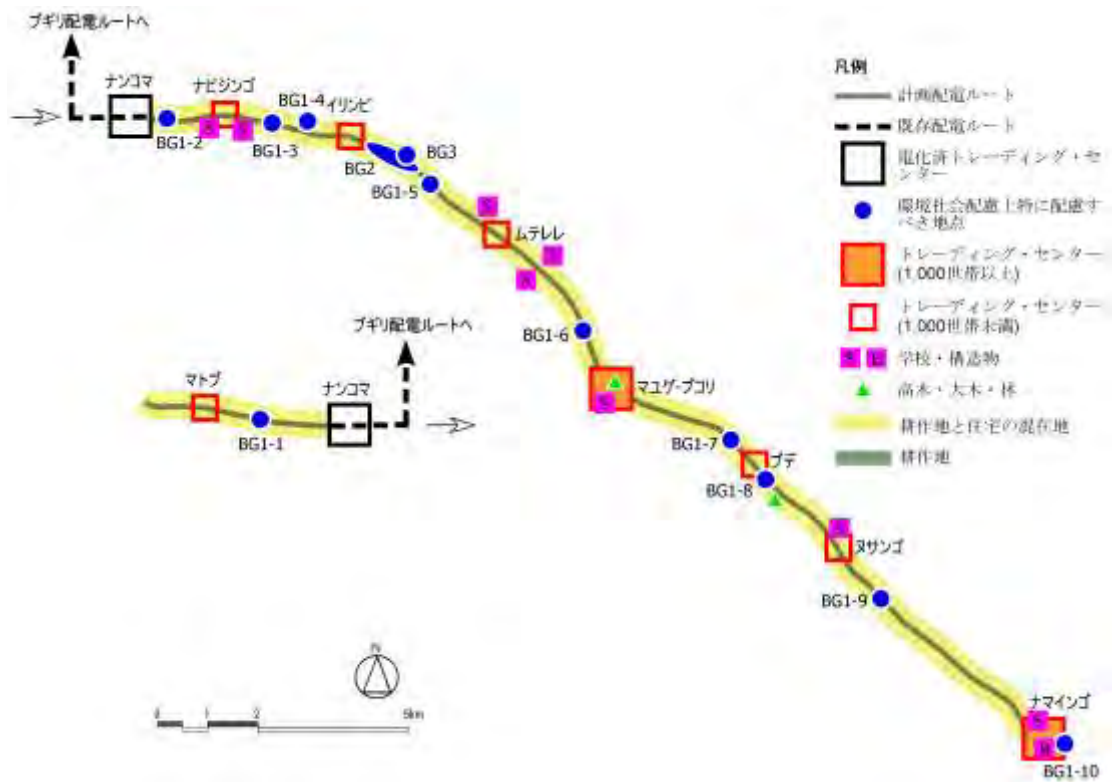 ブギリ配電ルートへ
ナンコマ
ナビジンゴ
BG1-4
イリンビ
BG1-2
BG1-3
BG2
BG3
BG1-5
ムテレレ
BG1-6
マユゲ-ブコリ
BG1-7
ブデ
BG1-8
ヌサンゴ
BG1-9
ナマインゴ
BG1-10
ブギリ配電ルートへ
マトブ
ナンコマ
BG1-1
N
0 1 2 5km
凡例
計画配電ルート
既存配電ルート
電化済トレーディング・セ
ンター
環境社会配慮上特に配慮す
べき地点
トレーディング・センター
(1,000世帯以上)
トレーディング・センター
(1,000世帯未満)
学校・構造物
高木・大木・林
耕作地と住宅の混在地
耕作地